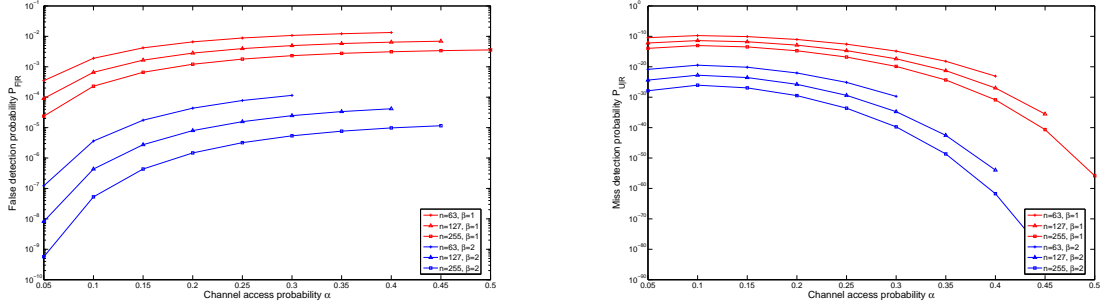 10^-1
10^-2
10^-3
10^-4
10^-5
10^-6
10^-7
10^-8
10^-9
10^-10
False detection probability P_F|R
0.05 0.1 0.15 0.2 0.25 0.3 0.35 0.4 0.45 0.5
Channel access probability α
n=63, β=1
n=127, β=1
n=255, β=1
n=63, β=2
n=127, β=2
n=255, β=2
10^0
10^-10
10^-20
10^-30
10^-40
10^-50
10^-60
10^-70
10^-80
10^-90
Miss detection probability P_U|R
0.05 0.1 0.15 0.2 0.25 0.3 0.35 0.4 0.45 0.5
Channel access probability α
n=63, β=1
n=127, β=1
n=255, β=1
n=63, β=2
n=127, β=2
n=255, β=2